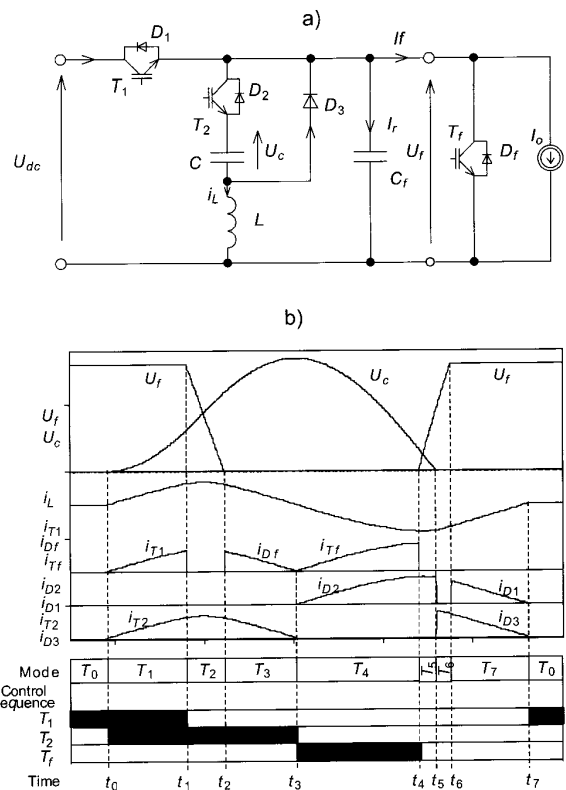 a)
D1
If
T1
D2
D3
T2
Ir
Tf
Udc
C
Uc
Uf
Df
Io
Cf
iL
L
b)
Uf
Uc
Uf
Uf
Uc
iL
iT1
iDf
iTf
iT1
iDf
iTf
iD2
iD1
iD2
iD1
iT2
iD3
iT2
iD3
Mode
T0
T1
T2
T3
T4
T5
T6
T7
T0
Control
equence
T1
T2
Tf
Time
t0
t1
t2
t3
t4
t5
t6
t7